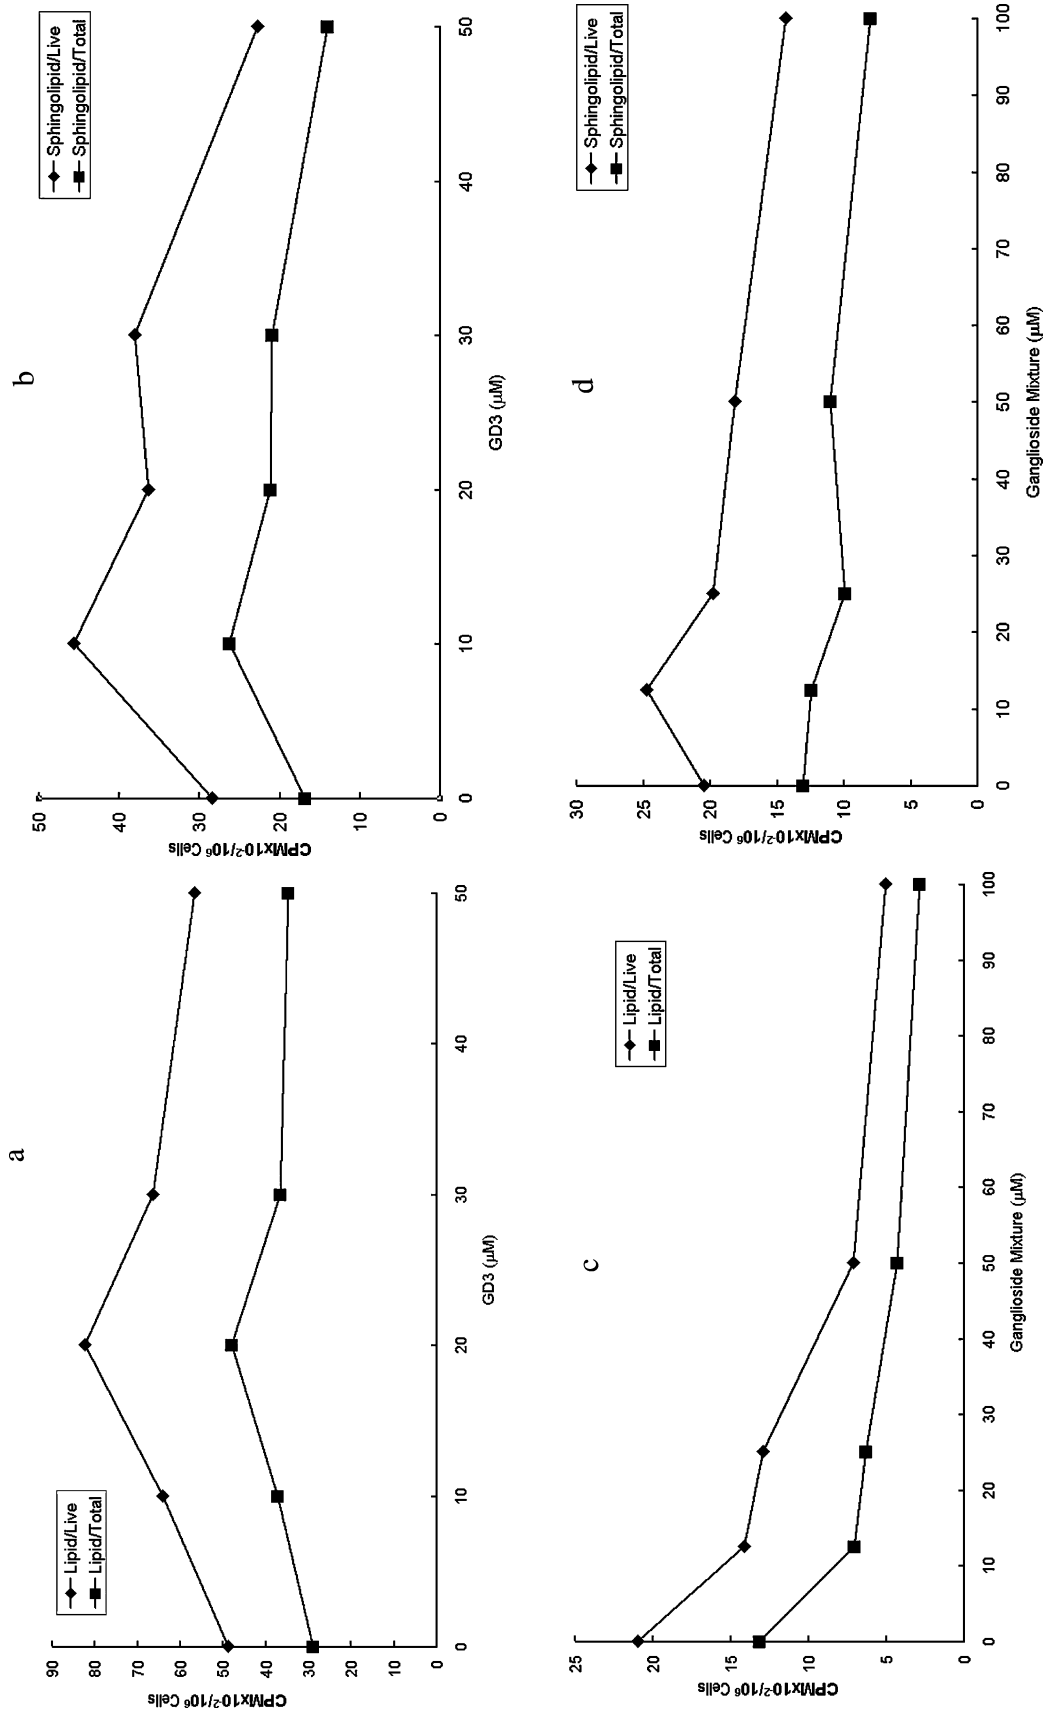 a
Lipid/Live
Lipid/Total
90
80
70
60
50
40
30
20
10
0
CPMx10-2/10⁶ Cells
0 10 20 30 40 50
GD3 (μM)
b
Sphingolipid/Live
Sphingolipid/Total
50
40
30
20
10
0
CPMx10-2/10⁶ Cells
0 10 20 30 40 50
GD3 (μM)
c
Lipid/Live
Lipid/Total
25
20
15
10
5
0
CPMx10-2/10⁶ Cells
0 10 20 30 40 50 60 70 80 90 100
Ganglioside Mixture (μM)
d
Sphingolipid/Live
Sphingolipid/Total
30
25
20
15
10
5
0
CPMx10-2/10⁶ Cells
0 10 20 30 40 50 60 70 80 90 100
Ganglioside Mixture (μM)